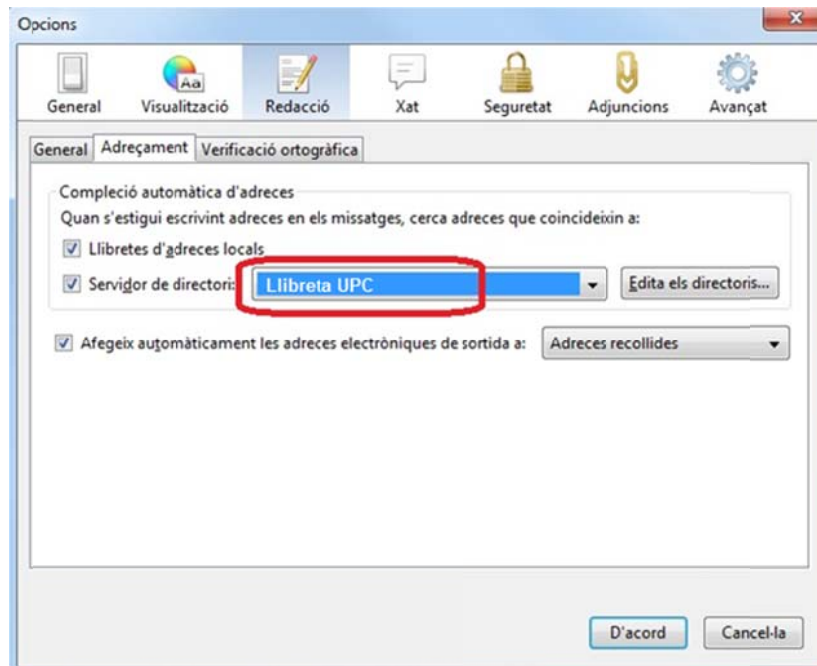 Opcions
General Visualització Redacció Xat Seguretat Adjuncions Avançat
General Adreçament Verificació ortogràfica
Compleció automàtica d'adreces
Quan s'estigui escrivint adreces en els missatges, cerca adreces que coincideixin a:
Llibretes d'adreces locals
Servidor de directori: Llibreta UPC Edita els directoris...
Afegeix automàticament les adreces electròniques de sortida a: Adreces recollides
D'acord Cancel·la